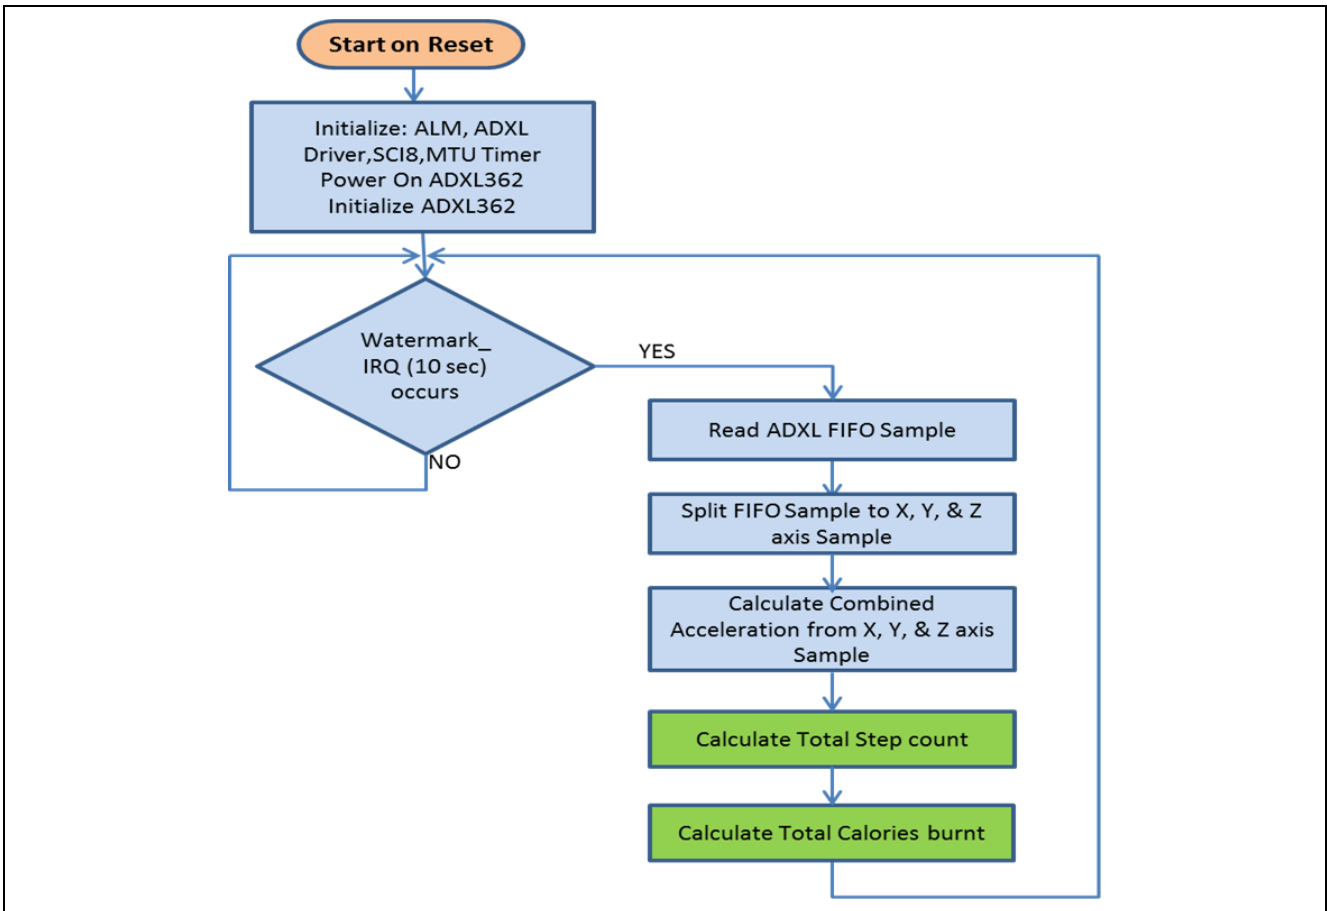 Start on Reset
Initialize: ALM, ADXL
Driver,SCI8,MTU Timer
Power On ADXL362
Initialize ADXL362
Watermark_
IRQ (10 sec)
occurs
YES
NO
Read ADXL FIFO Sample
Split FIFO Sample to X, Y, & Z
axis Sample
Calculate Combined
Acceleration from X, Y, & Z axis
Sample
Calculate Total Step count
Calculate Total Calories burnt